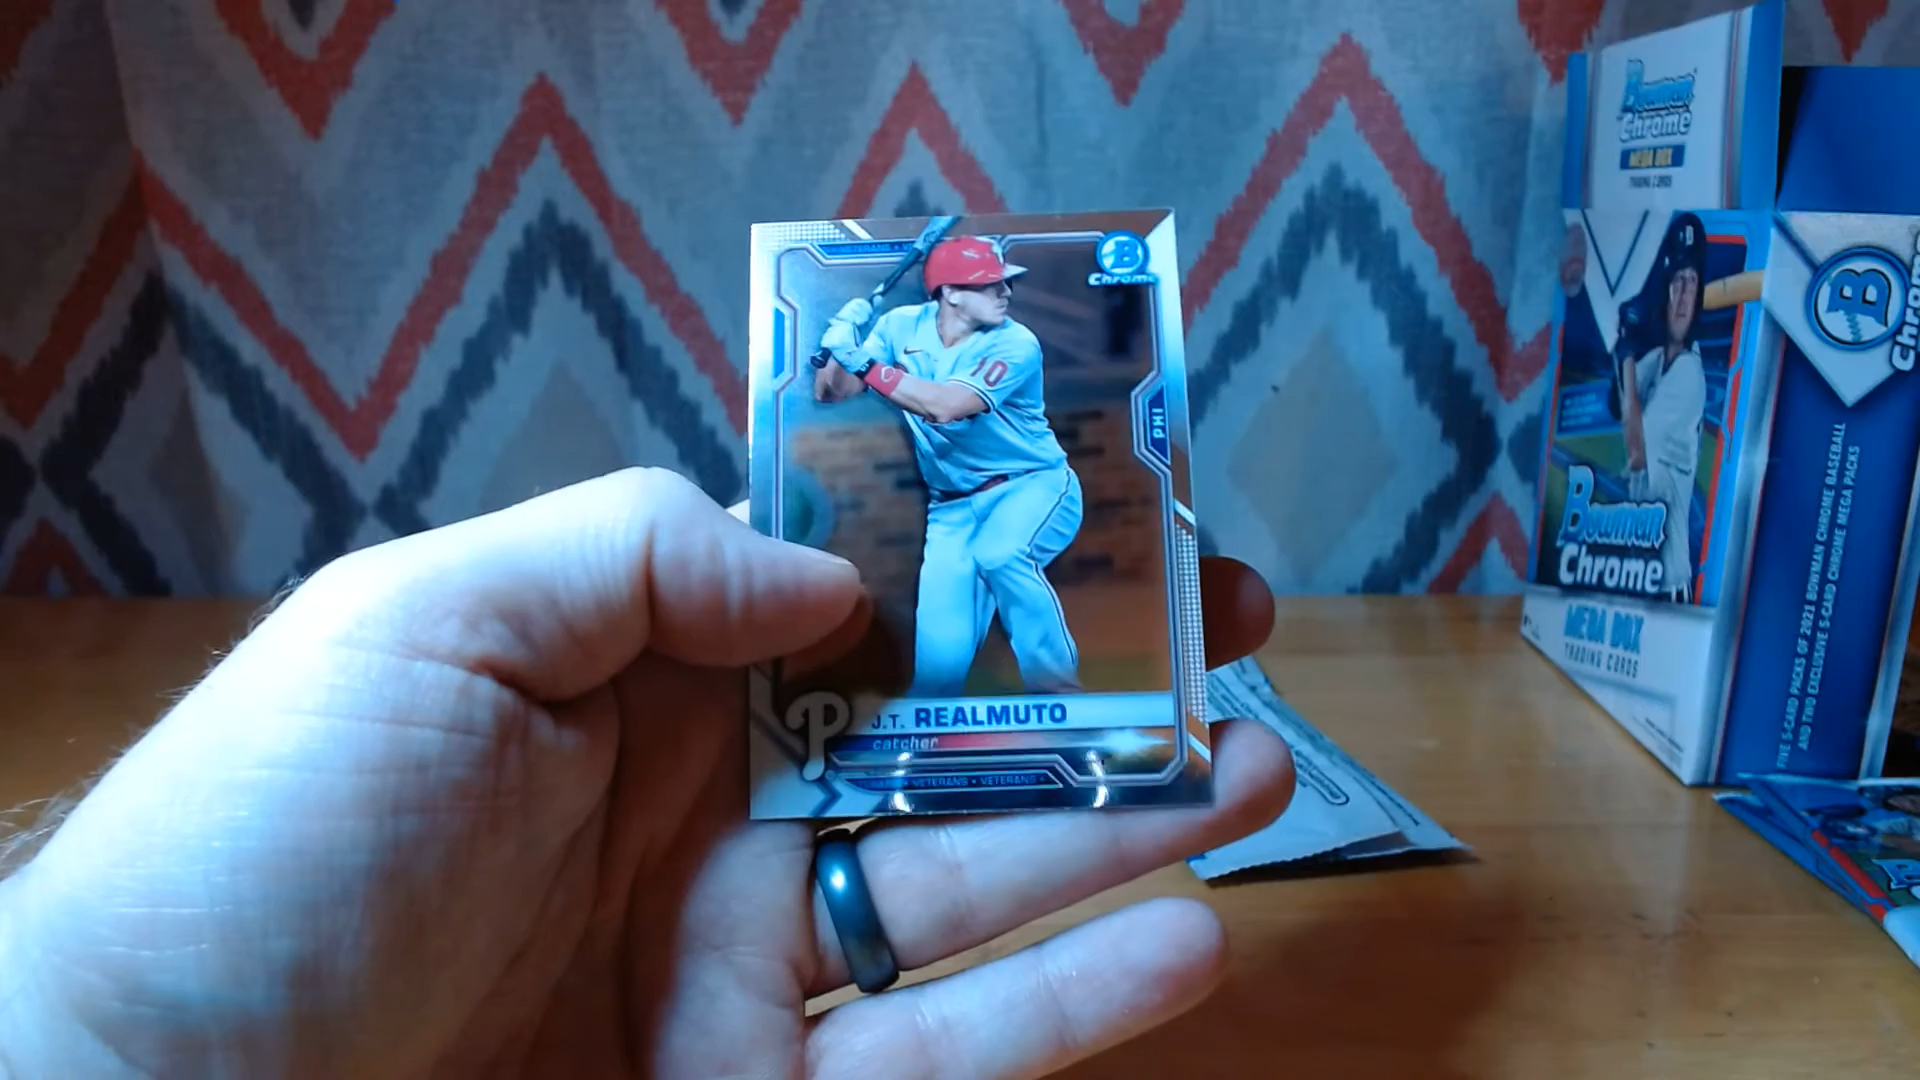 B
Chrome
VETERANS
10
PHI
P
J.T. REALMUTO
catcher
VETERANS • VETERANS
Bowman
Chrome
MEGA BOX
TRADING CARDS
B
Bowman
Chrome
MEGA BOX
TRADING CARDS
B
Chrome
FIVE 5-CARD PACKS OF 2021 BOWMAN CHROME BASEBALL
AND TWO EXCLUSIVE 5-CARD CHROME MEGA PACKS